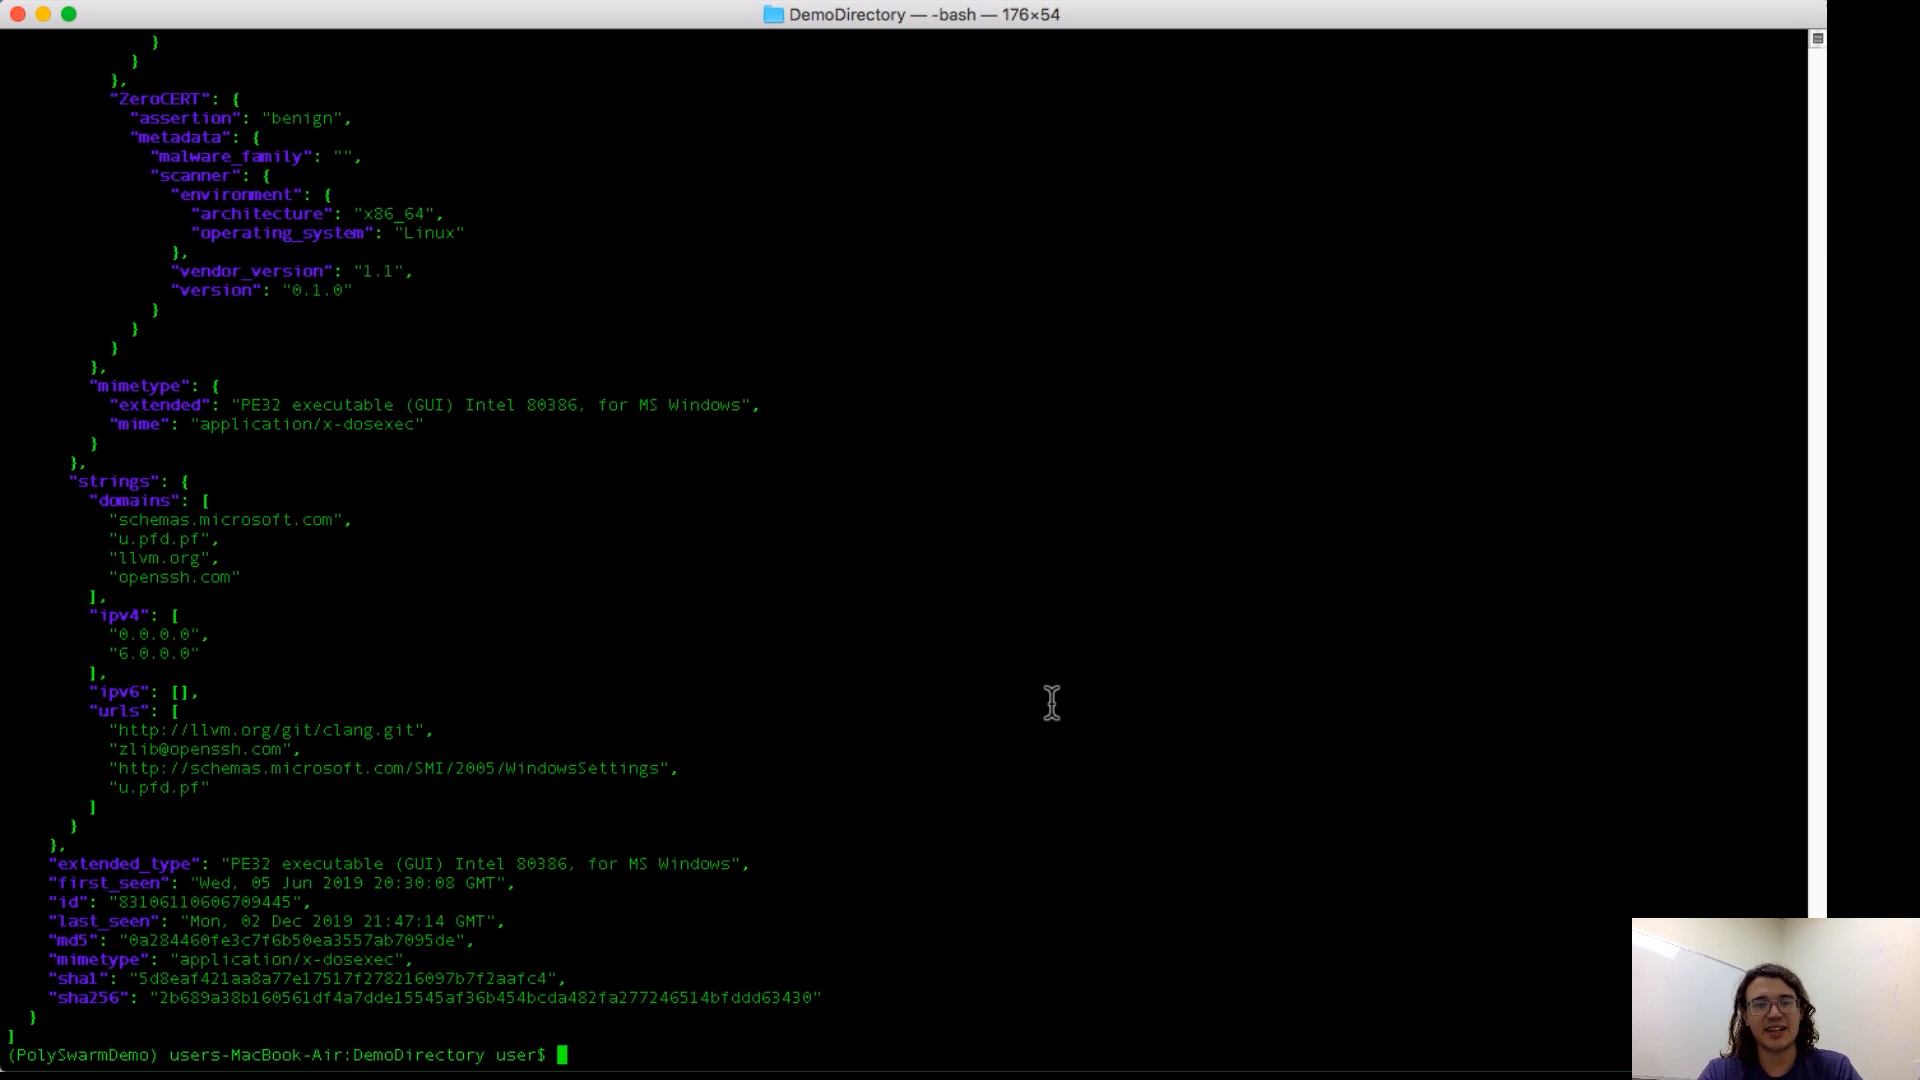 DemoDirectory — -bash — 176×54
}
}
},
"ZeroCERT": {
"assertion": "benign",
"metadata": {
"malware_family": "",
"scanner": {
"environment": {
"architecture": "x86_64",
"operating_system": "Linux"
},
"vendor_version": "1.1",
"version": "0.1.0"
}
}
}
},
"mimetype": {
"extended": "PE32 executable (GUI) Intel 80386, for MS Windows",
"mime": "application/x-dosexec"
}
},
"strings": {
"domains": [
"schemas.microsoft.com",
"u.pfd.pf",
"llvm.org",
"openssh.com"
],
"ipv4": [
"0.0.0.0",
"6.0.0.0"
],
"ipv6": [],
"urls": [
"http://llvm.org/git/clang.git",
"zlib@openssh.com",
"http://schemas.microsoft.com/SMI/2005/WindowsSettings",
"u.pfd.pf"
]
}
},
"extended_type": "PE32 executable (GUI) Intel 80386, for MS Windows",
"first_seen": "Wed, 05 Jun 2019 20:30:08 GMT",
"id": "83106110606709445",
"last_seen": "Mon, 02 Dec 2019 21:47:14 GMT",
"md5": "0a284460fe3c7f6b50ea3557ab7095de",
"mimetype": "application/x-dosexec",
"sha1": "5d8eaf421aa8a77e17517f278216097b7f2aafc4",
"sha256": "2b689a38b160561df4a7dde15545af36b454bcda482fa277246514bfddd63430"
}
]
(PolySwarmDemo) users-MacBook-Air:DemoDirectory user$